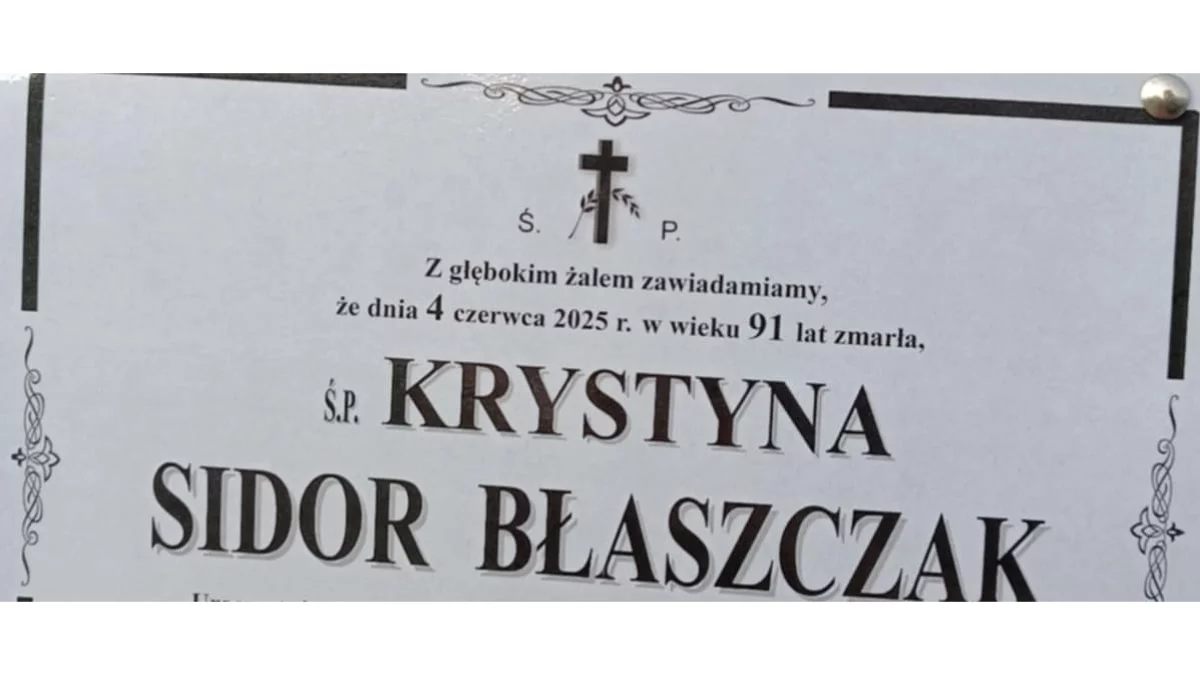 Ś. P.
Z głębokim żalem zawiadamiamy,
że dnia 4 czerwca 2025 r. w wieku 91 lat zmarła,
Ś.P. KRYSTYNA
SIDOR BŁASZCZAK